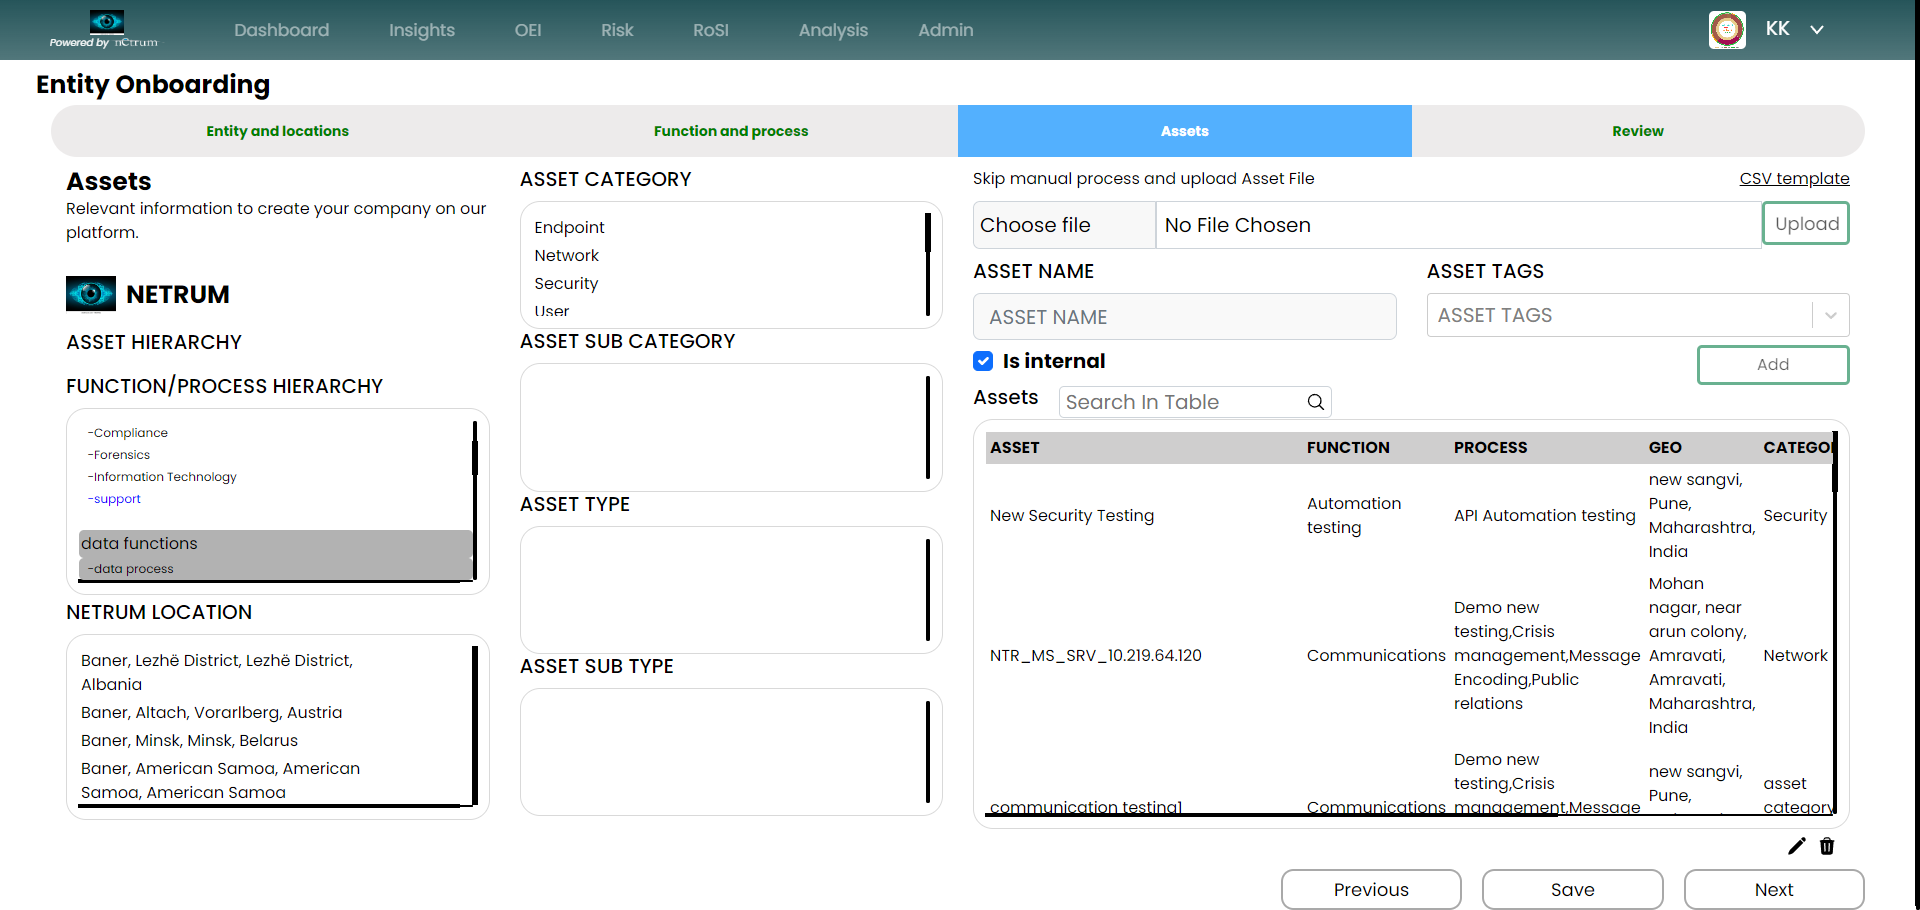 Powered by nCtrum
Dashboard
Insights
OEI
Risk
RoSI
Analysis
Admin
KK
Entity Onboarding
Entity and locations
Function and process
Assets
Review
Assets
Relevant information to create your company on our
platform.
NETRUM
ASSET HIERARCHY
FUNCTION/PROCESS HIERARCHY
-Compliance
-Forensics
-Information Technology
-support
data functions
-data process
NETRUM LOCATION
Baner, Lezhë District, Lezhë District,
Albania
Baner, Altach, Vorarlberg, Austria
Baner, Minsk, Minsk, Belarus
Baner, American Samoa, American
Samoa, American Samoa
ASSET CATEGORY
Endpoint
Network
Security
User
ASSET SUB CATEGORY
ASSET TYPE
ASSET SUB TYPE
Skip manual process and upload Asset File
CSV template
Choose file
No File Chosen
Upload
ASSET NAME
ASSET TAGS
ASSET NAME
ASSET TAGS
Is internal
Add
Assets
Search In Table
ASSET FUNCTION PROCESS GEO CATEGO
New Security Testing
Automation
testing
API Automation testing
new sangvi,
Pune,
Maharashtra,
India
Security
NTR_MS_SRV_10.219.64.120
Communications
Demo new
testing,Crisis
management,Message
Encoding,Public
relations
Mohan
nagar, near
arun colony,
Amravati,
Amravati,
Maharashtra,
India
Network
communication testing1
Communications
Demo new
testing,Crisis
management,Message
new sangvi,
Pune,
asset
category
Previous
Save
Next